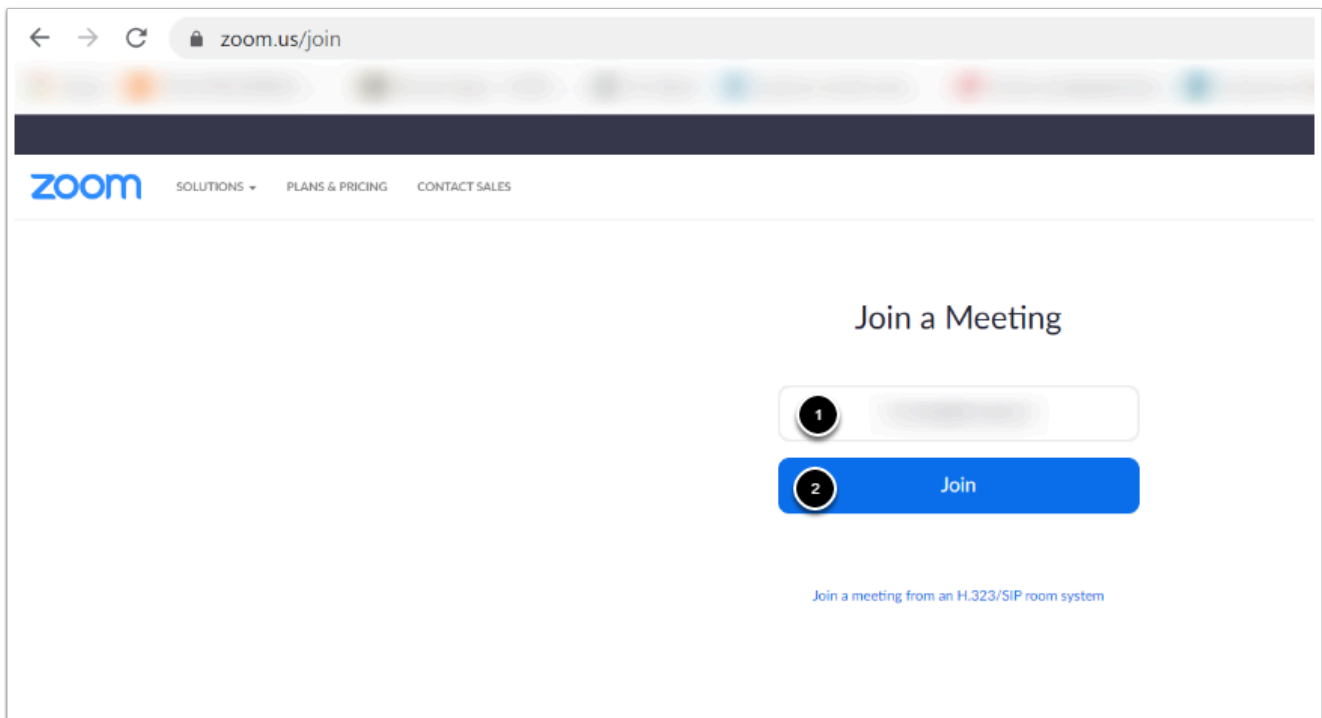 zoom.us/join
zoom SOLUTIONS PLANS & PRICING CONTACT SALES
Join a Meeting
1
2 Join
Join a meeting from an H.323/SIP room system